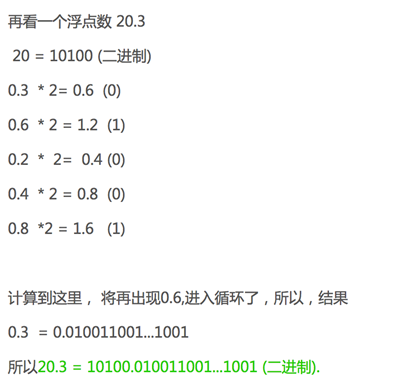 再看一个浮点数 20.3
20 = 10100 (二进制)
0.3 * 2= 0.6 (0)
0.6 * 2 = 1.2 (1)
0.2 * 2= 0.4 (0)
0.4 * 2 = 0.8 (0)
0.8 *2 = 1.6 (1)
计算到这里， 将再出现0.6,进入循环了，所以，结果
0.3 = 0.010011001...1001
所以20.3 = 10100.010011001...1001 (二进制).